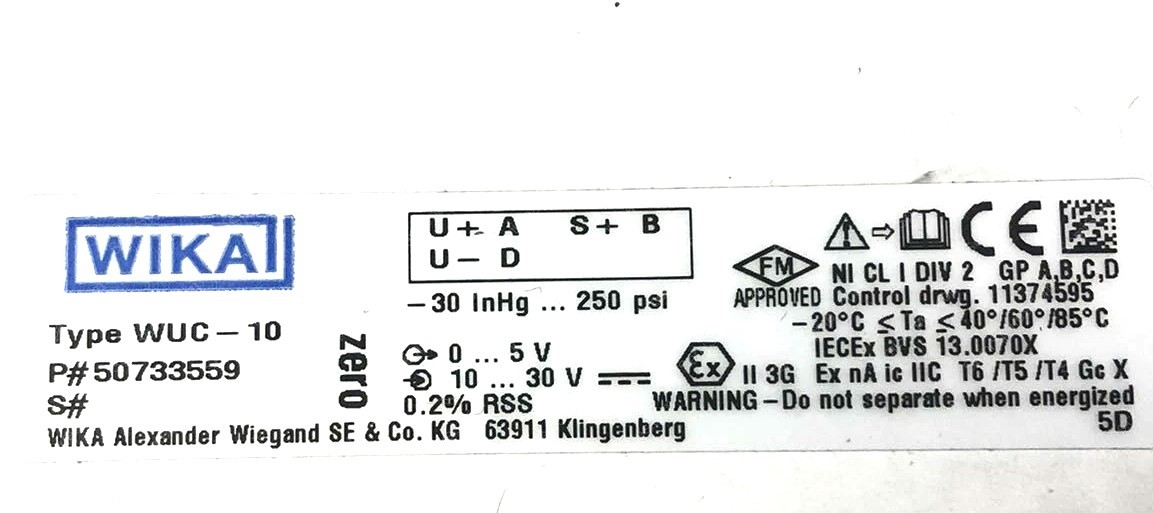 WIKA
Type WUC – 10
P# 50733559
S#
WIKA Alexander Wiegand SE & Co. KG 63911 Klingenberg
zero
U+ A S+ B
U– D
–30 InHg ... 250 psi
0 ... 5 V
10 ... 30 V
0.2% RSS
CE
FM
APPROVED
NI CL I DIV 2 GP A,B,C,D
Control drwg. 11374595
–20°C ≤ Ta ≤ 40°/60°/85°C
IECEx BVS 13.0070X
Ex II 3G Ex nA ic IIC T6 /T5 /T4 Gc X
WARNING – Do not separate when energized
5D